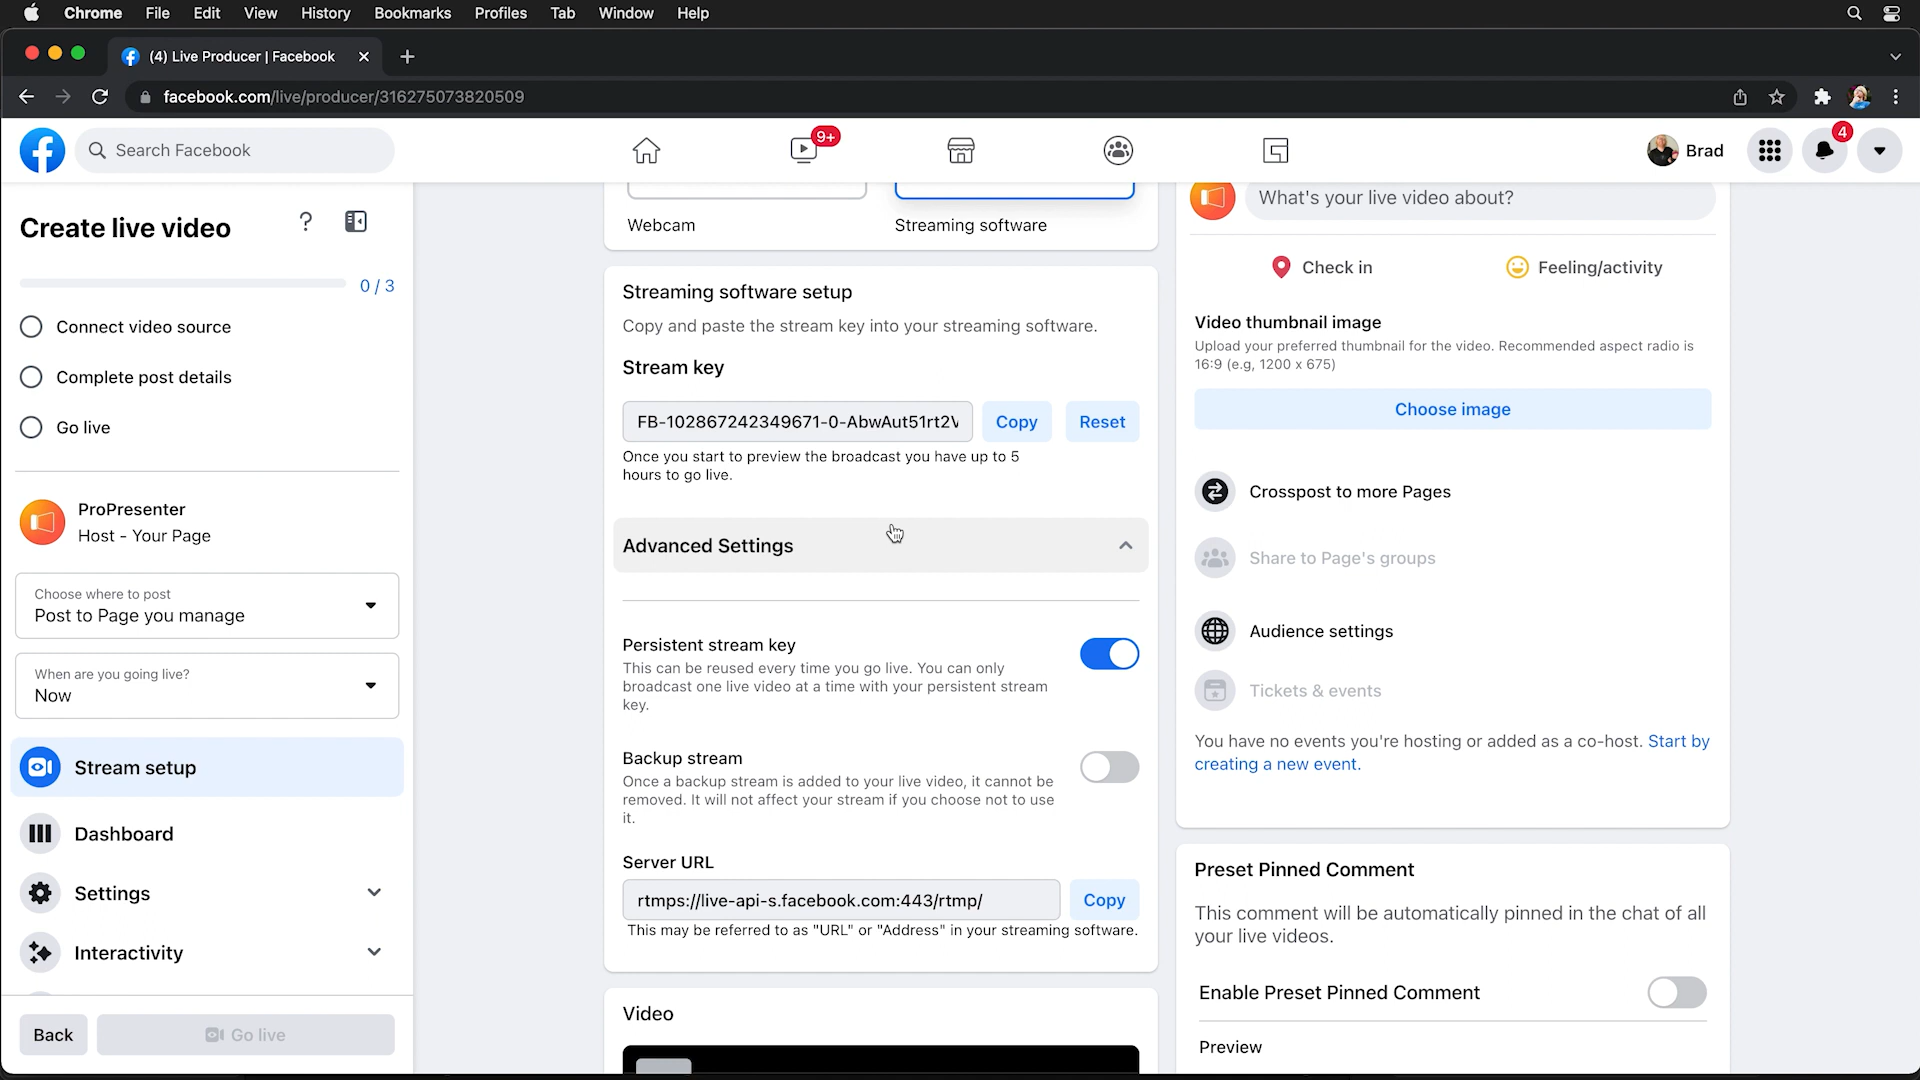 Chrome File Edit View History Bookmarks Profiles Tab Window Help
(4) Live Producer | Facebook
facebook.com/live/producer/316275073820509
Search Facebook
9+
Brad
4
Create live video
0 / 3
Connect video source
Complete post details
Go live
ProPresenter
Host - Your Page
Choose where to post
Post to Page you manage
When are you going live?
Now
Stream setup
Dashboard
Settings
Interactivity
Back
Go live
Webcam
Streaming software
Streaming software setup
Copy and paste the stream key into your streaming software.
Stream key
FB-102867242349671-0-AbwAut51rt2V
Copy
Reset
Once you start to preview the broadcast you have up to 5
hours to go live.
Advanced Settings
Persistent stream key
This can be reused every time you go live. You can only
broadcast one live video at a time with your persistent stream
key.
Backup stream
Once a backup stream is added to your live video, it cannot be
removed. It will not affect your stream if you choose not to use
it.
Server URL
rtmps://live-api-s.facebook.com:443/rtmp/
Copy
This may be referred to as "URL" or "Address" in your streaming software.
Video
What's your live video about?
Check in
Feeling/activity
Video thumbnail image
Upload your preferred thumbnail for the video. Recommended aspect radio is
16:9 (e.g, 1200 x 675)
Choose image
Crosspost to more Pages
Share to Page's groups
Audience settings
Tickets & events
You have no events you're hosting or added as a co-host. Start by
creating a new event.
Preset Pinned Comment
This comment will be automatically pinned in the chat of all
your live videos.
Enable Preset Pinned Comment
Preview